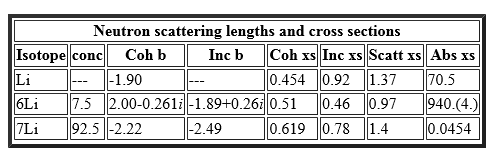 Neutron scattering lengths and cross sections
Isotope conc Coh b Inc b Coh xs Inc xs Scatt xs Abs xs
Li --- -1.90 --- 0.454 0.92 1.37 70.5
6Li 7.5 2.00-0.261i -1.89+0.26i 0.51 0.46 0.97 940.(4.)
7Li 92.5 -2.22 -2.49 0.619 0.78 1.4 0.0454